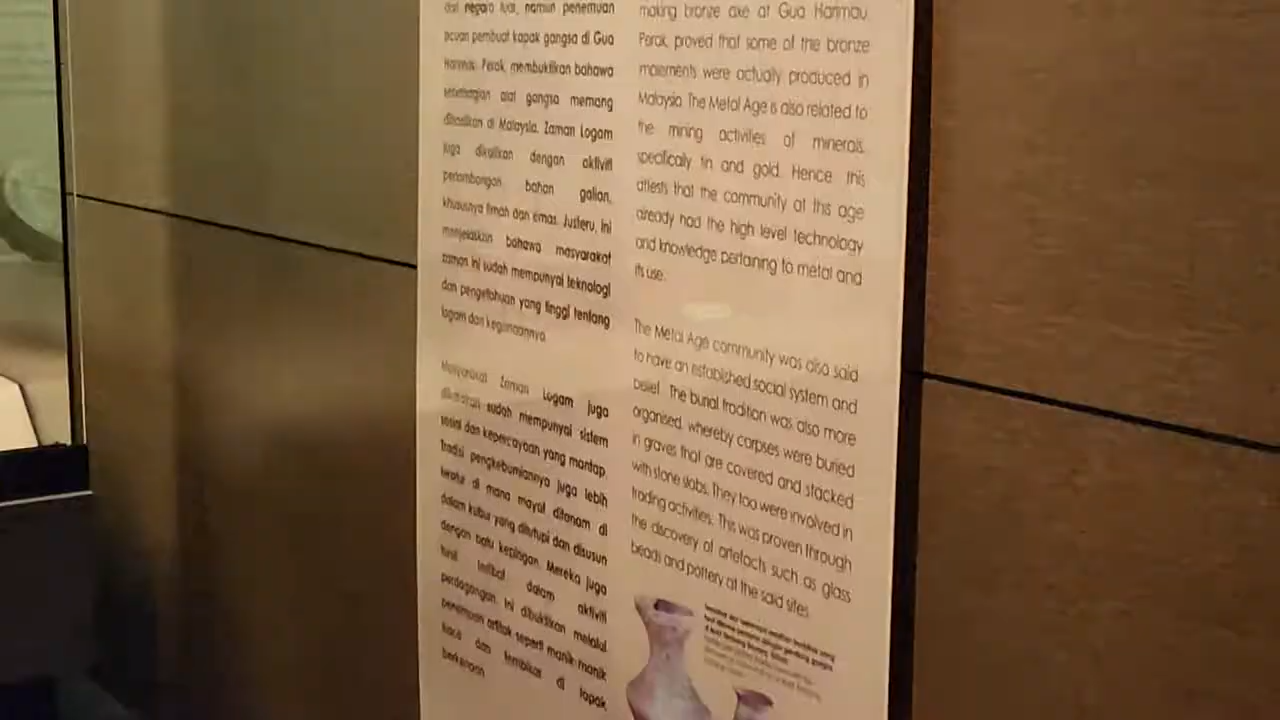 dari negara luar, namun penemuan
acuan pembuat kapak gangsa di Gua
Harimau, Perak, membuktikan bahawa
sebahagian alat gangsa memang
dihasilkan di Malaysia. Zaman Logam
juga dikaitkan dengan aktiviti
perlombongan bahan galian,
khususnya timah dan emas. Justeru, ini
menjelaskan bahawa masyarakat
zaman ini sudah mempunyai teknologi
dan pengetahuan yang tinggi tentang
logam dan kegunaannya.
Masyarakat Zaman Logam juga
dikatakan sudah mempunyai sistem
sosial dan kepercayaan yang mantap.
Tradisi pengkebumiannya juga lebih
teratur di mana mayat ditanam di
dalam kubur yang ditutupi dan disusun
dengan batu kepingan. Mereka juga
turut terlibat dalam aktiviti
perdagangan. Ini dibuktikan melalui
penemuan artifak seperti manik-manik
kaca dan tembikar di tapak
berkenaan.
making bronze axe at Gua Harimau,
Perak, proved that some of the bronze
implements were actually produced in
Malaysia. The Metal Age is also related to
the mining activities of minerals,
specifically tin and gold. Hence, this
attests that the community at this age
already had the high level technology
and knowledge pertaining to metal and
its use.
The Metal Age community was also said
to have an established social system and
belief. The burial tradition was also more
organised, whereby corpses were buried
in graves that are covered and stacked
with stone slabs. They too were involved in
trading activities. This was proven through
the discovery of artefacts such as glass
beads and pottery at the said sites.